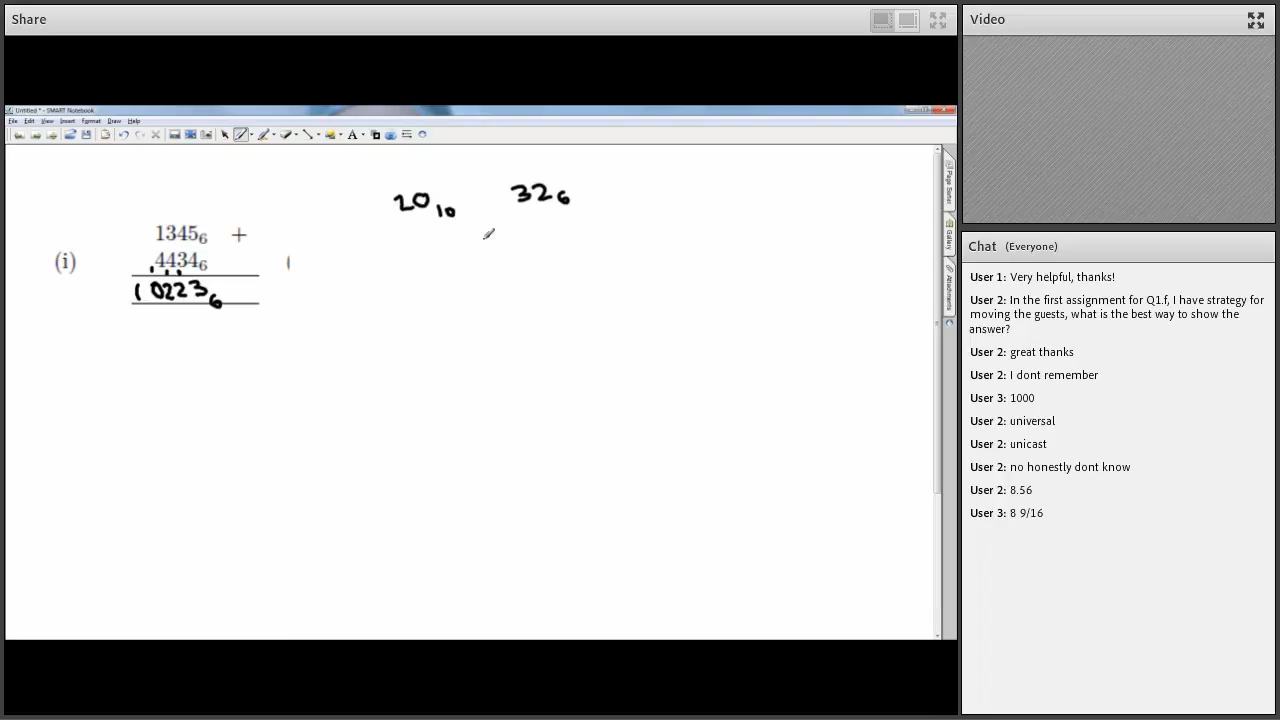 Share
Video
Untitled * - SMART Notebook
File Edit View Insert Format Draw Help
A
20₁₀ 32₆
1345₆ +
(i) 4434₆ (
10223₆
Page Sorter
Gallery
Attachments
Chat (Everyone)
User 1: Very helpful, thanks!
User 2: In the first assignment for Q1.f, I have strategy for
moving the guests, what is the best way to show the
answer?
User 2: great thanks
User 2: I dont remember
User 3: 1000
User 2: universal
User 2: unicast
User 2: no honestly dont know
User 2: 8.56
User 3: 8 9/16